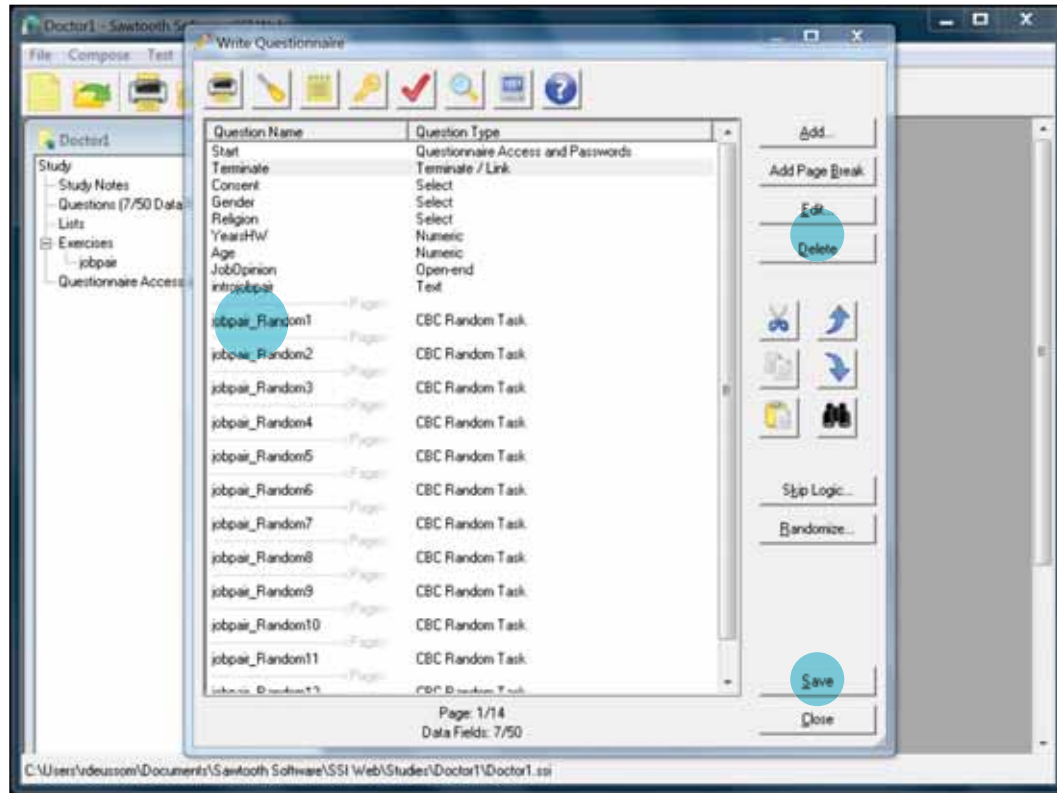 Doctor1 - Sawtooth
Write Questionnaire
File Compose Test
Doctor1
Study
Study Notes
Questions (7/50 Data
Lists
Exercises
jobpair
Questionnaire Access
Question Name Question Type
Start Questionnaire Access and Passwords
Terminate Terminate / Link
Consent Select
Gender Select
Religion Select
YearsHW Numeric
Age Numeric
JobOpinion Open-end
introjobpair Text
<Page>
jobpair_Random1 CBC Random Task
<Page>
jobpair_Random2 CBC Random Task
<Page>
jobpair_Random3 CBC Random Task
<Page>
jobpair_Random4 CBC Random Task
<Page>
jobpair_Random5 CBC Random Task
<Page>
jobpair_Random6 CBC Random Task
<Page>
jobpair_Random7 CBC Random Task
<Page>
jobpair_Random8 CBC Random Task
<Page>
jobpair_Random9 CBC Random Task
<Page>
jobpair_Random10 CBC Random Task
<Page>
jobpair_Random11 CBC Random Task
<Page>
jobpair_Random12 CBC Random Task
Page: 1/14
Data Fields: 7/50
Add...
Add Page Break
Edit...
Delete
Skip Logic...
Randomize...
Save
Close
C:\Users\rdeussom\Documents\Sawtooth Software\SSI Web\Studies\Doctor1\Doctor1.ssi